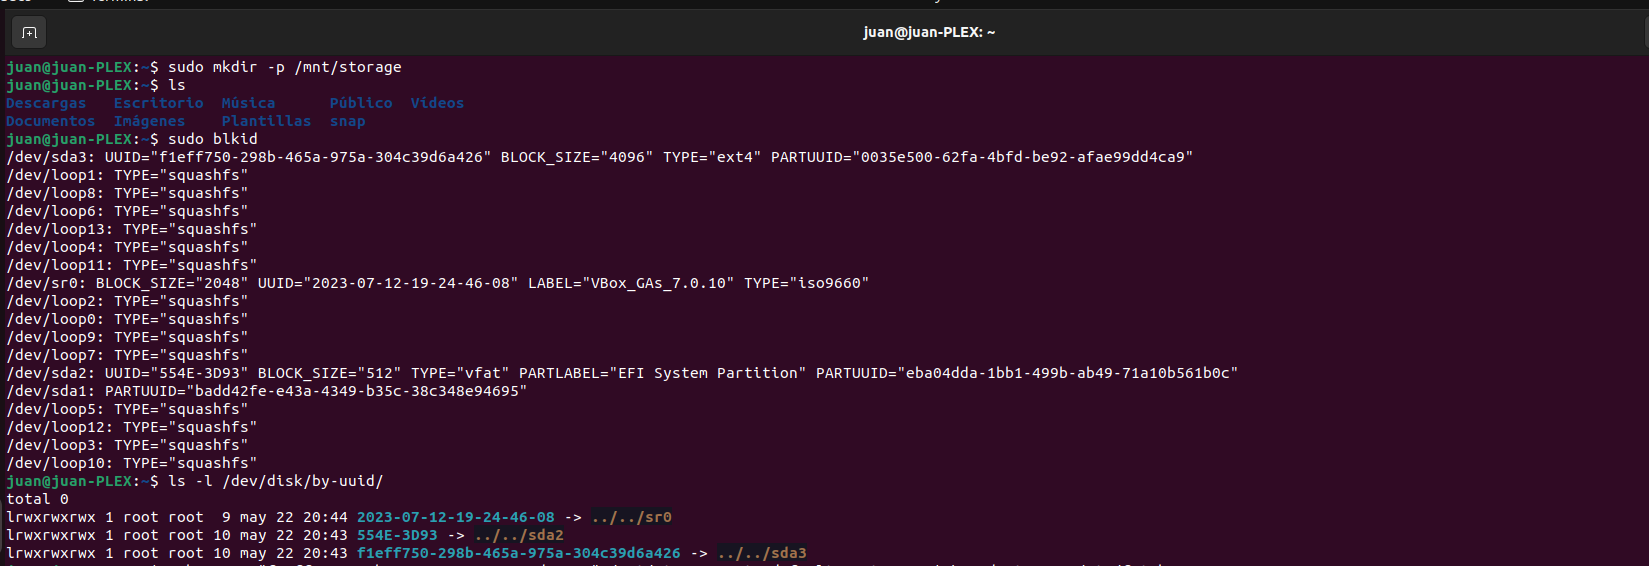 juan@juan-PLEX: ~
juan@juan-PLEX:~$ sudo mkdir -p /mnt/storage
juan@juan-PLEX:~$ ls
Descargas Escritorio Música Público Vídeos
Documentos Imágenes Plantillas snap
juan@juan-PLEX:~$ sudo blkid
/dev/sda3: UUID="f1eff750-298b-465a-975a-304c39d6a426" BLOCK_SIZE="4096" TYPE="ext4" PARTUUID="0035e500-62fa-4bfd-be92-afae99dd4ca9"
/dev/loop1: TYPE="squashfs"
/dev/loop8: TYPE="squashfs"
/dev/loop6: TYPE="squashfs"
/dev/loop13: TYPE="squashfs"
/dev/loop4: TYPE="squashfs"
/dev/loop11: TYPE="squashfs"
/dev/sr0: BLOCK_SIZE="2048" UUID="2023-07-12-19-24-46-08" LABEL="VBox_GAs_7.0.10" TYPE="iso9660"
/dev/loop2: TYPE="squashfs"
/dev/loop0: TYPE="squashfs"
/dev/loop9: TYPE="squashfs"
/dev/loop7: TYPE="squashfs"
/dev/sda2: UUID="554E-3D93" BLOCK_SIZE="512" TYPE="vfat" PARTLABEL="EFI System Partition" PARTUUID="eba04dda-1bb1-499b-ab49-71a10b561b0c"
/dev/sda1: PARTUUID="badd42fe-e43a-4349-b35c-38c348e94695"
/dev/loop5: TYPE="squashfs"
/dev/loop12: TYPE="squashfs"
/dev/loop3: TYPE="squashfs"
/dev/loop10: TYPE="squashfs"
juan@juan-PLEX:~$ ls -l /dev/disk/by-uuid/
total 0
lrwxrwxrwx 1 root root 9 may 22 20:44 2023-07-12-19-24-46-08 -> ../../sr0
lrwxrwxrwx 1 root root 10 may 22 20:43 554E-3D93 -> ../../sda2
lrwxrwxrwx 1 root root 10 may 22 20:43 f1eff750-298b-465a-975a-304c39d6a426 -> ../../sda3